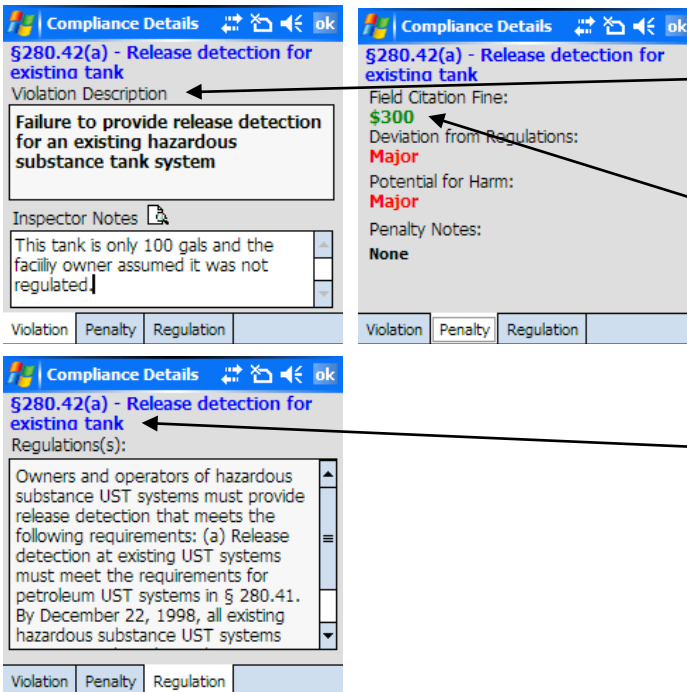 Compliance Details ok
§280.42(a) - Release detection for
existing tank
Violation Description
Failure to provide release detection
for an existing hazardous
substance tank system
Inspector Notes
This tank is only 100 gals and the
faciiliy owner assumed it was not
regulated.
Violation Penalty Regulation
Compliance Details ok
§280.42(a) - Release detection for
existing tank
Field Citation Fine:
$300
Deviation from Regulations:
Major
Potential for Harm:
Major
Penalty Notes:
None
Violation Penalty Regulation
Compliance Details ok
§280.42(a) - Release detection for
existing tank
Regulations(s):
Owners and operators of hazardous
substance UST systems must provide
release detection that meets the
following requirements: (a) Release
detection at existing UST systems
must meet the requirements for
petroleum UST systems in § 280.41.
By December 22, 1998, all existing
hazardous substance UST systems
Violation Penalty Regulation